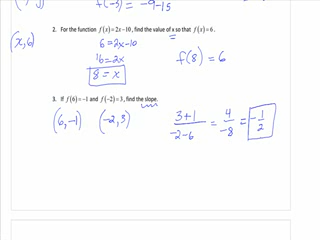 f(-5) = -9-15
2. For the function f(x) = 2x - 10, find the value of x so that f(x) = 6.
(x, 6)
6 = 2x-10
16 = 2x
8 = x
f(8) = 6
3. If f(6) = -1 and f(-2) = 3, find the slope.
(6, -1) (-2, 3)
3+1/-2-6 = 4/-8 = -1/2